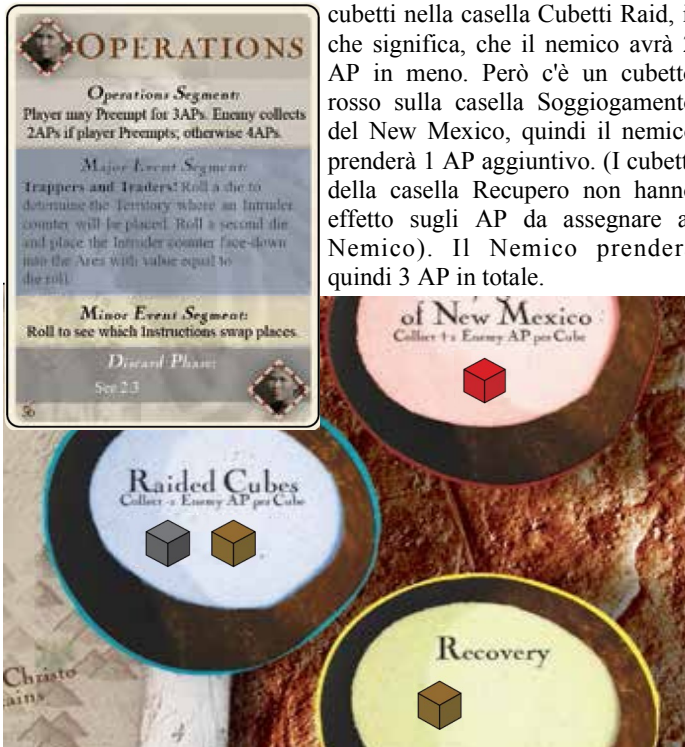 OPERATIONS
Operations Segment:
Player may Preempt for 3APs. Enemy collects
2APs if player Preempts; otherwise 4APs.
Major Event Segment:
Trappers and Traders! Roll a die to
determine the Territory where an Intruder
counter will be placed. Roll a second die
and place the Intruder counter face-down
into the Area with value equal to
the roll.
Minor Event Segment:
Roll to see which Instructions swap places.
Discard Phase:
See 2.3
36
cubetti nella casella Cubetti Raid, i
che significa, che il nemico avrà 2
AP in meno. Però c'è un cubetto
rosso sulla casella Soggiogamento
del New Mexico, quindi il nemico
prenderà 1 AP aggiuntivo. (I cubetti
della casella Recupero non hanno
effetto sugli AP da assegnare a
Nemico). Il Nemico prender
quindi 3 AP in totale.
of New Mexico
Collect +1 Enemy AP per Cube
Raided Cubes
Collect -1 Enemy AP per Cube
Recovery
Christo
ains
4